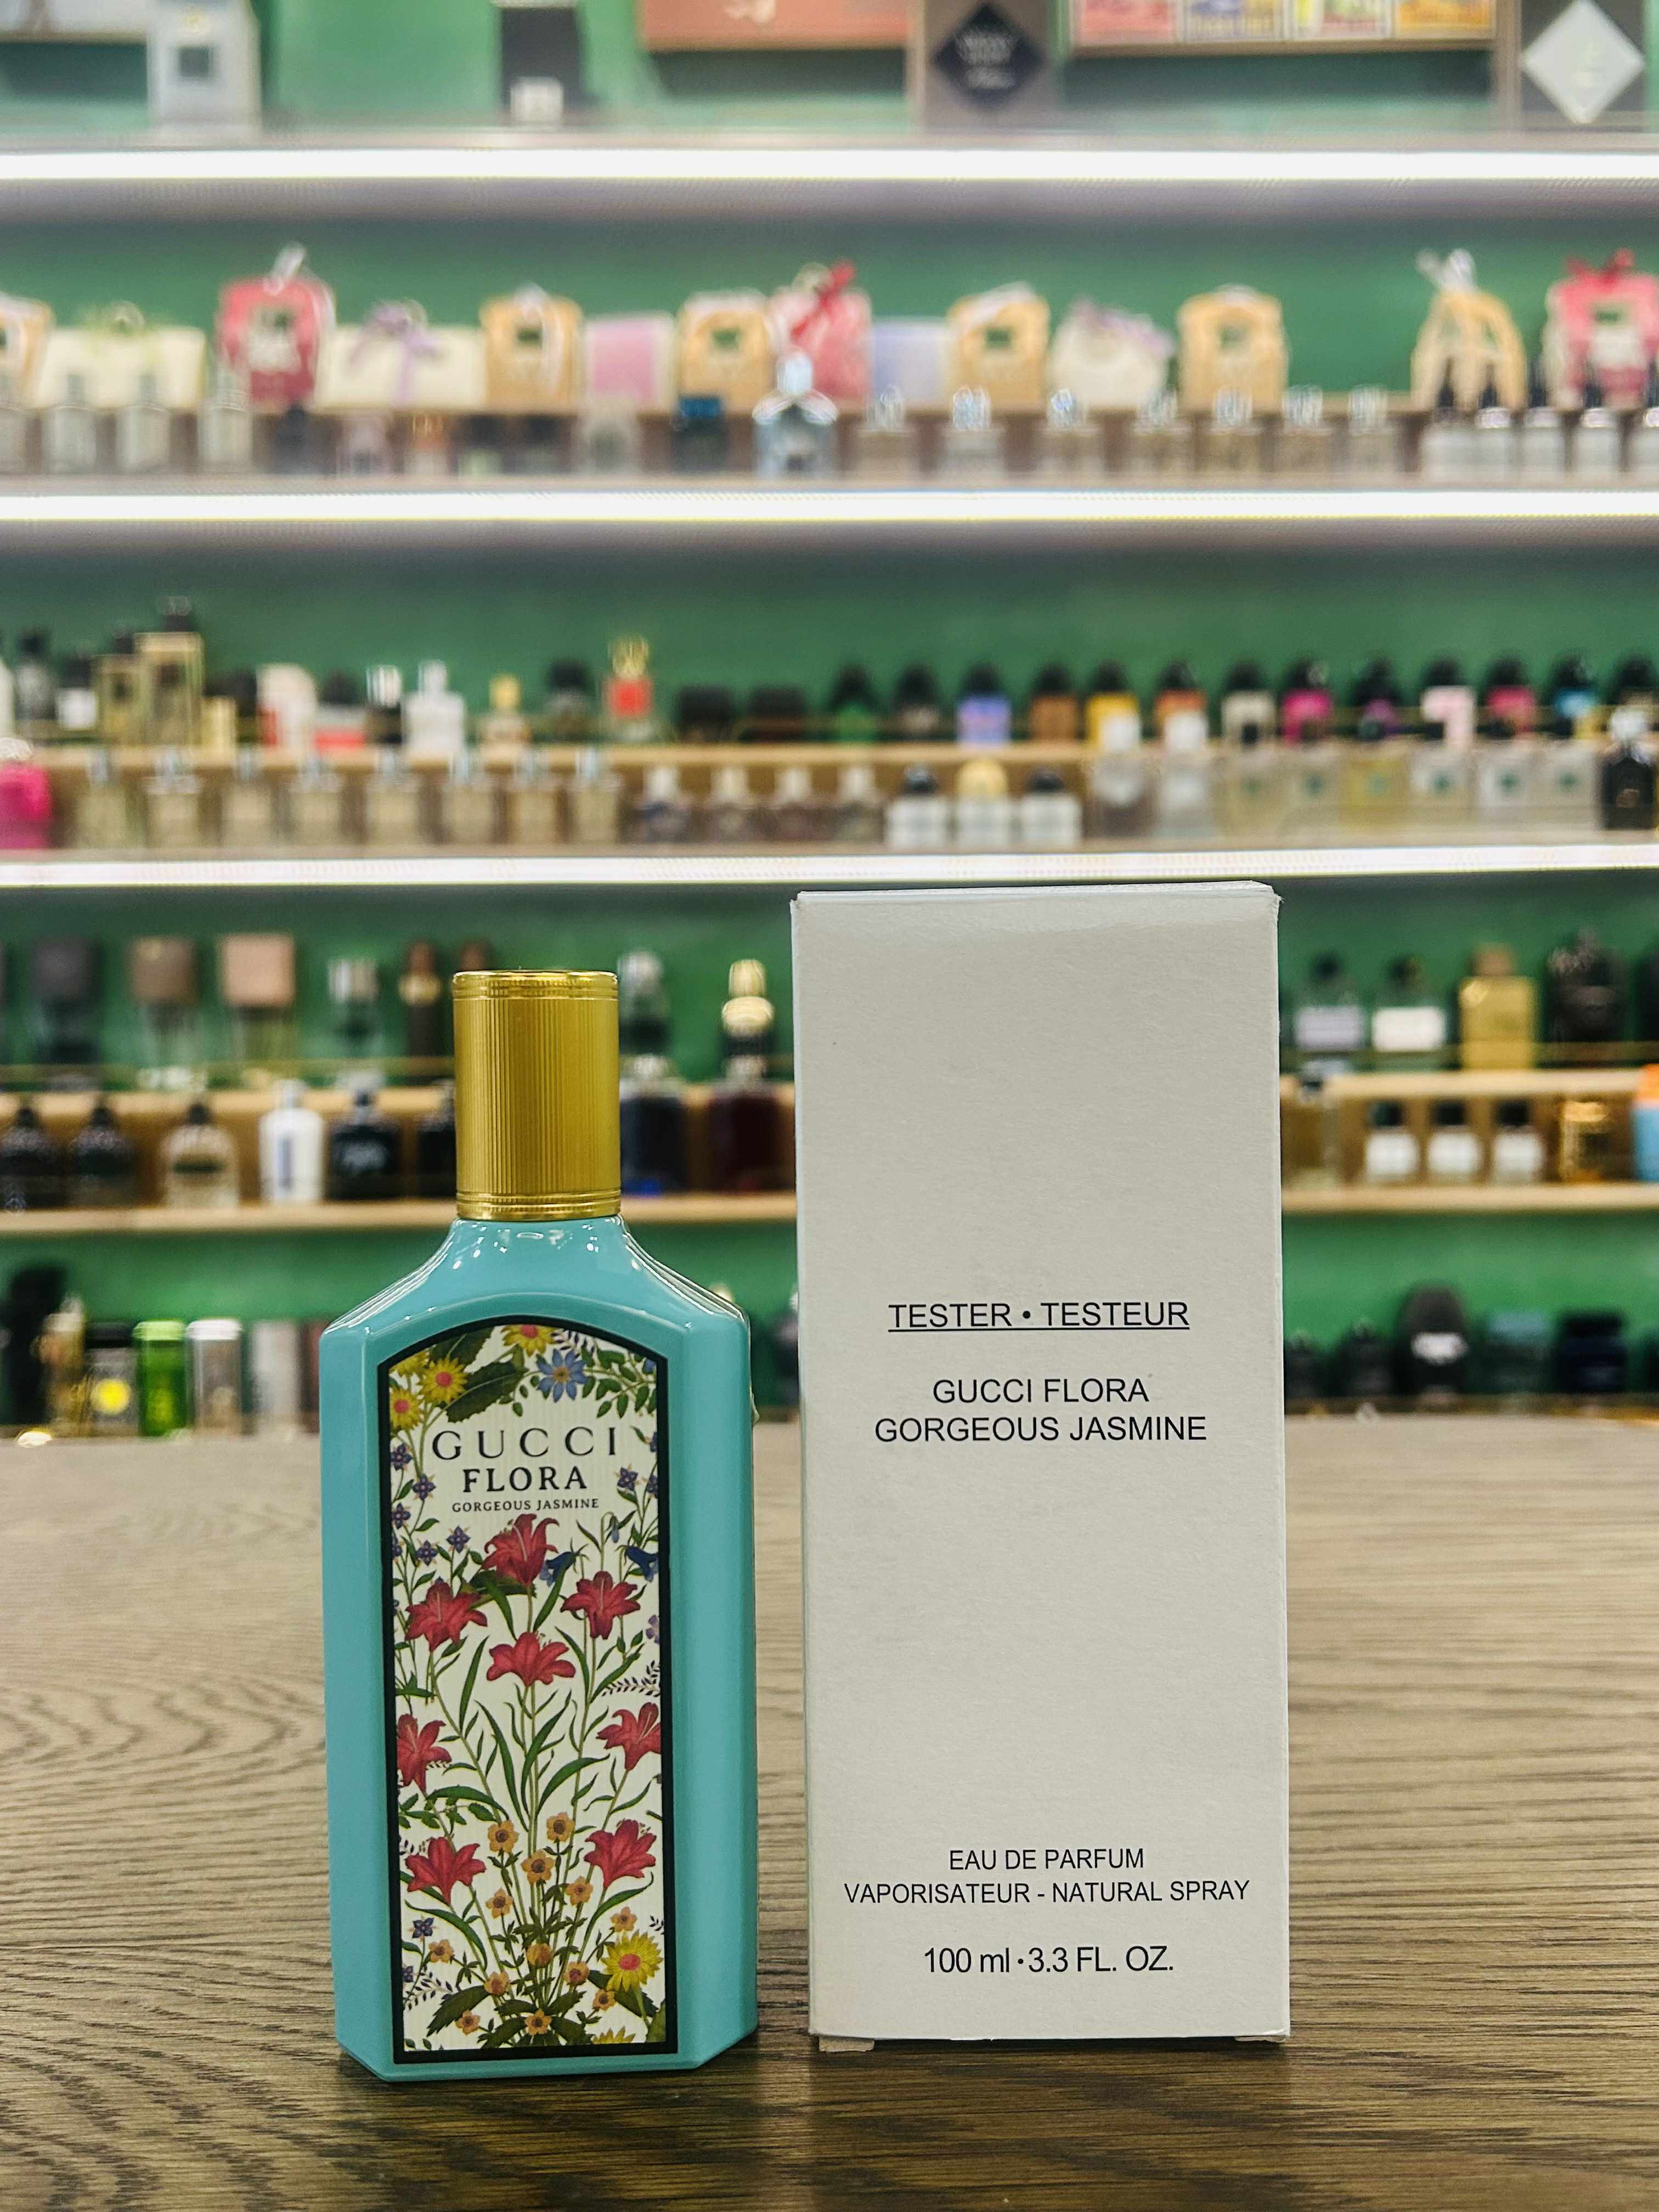 GUCCI
FLORA
GORGEOUS JASMINE
TESTER • TESTEUR
GUCCI FLORA
GORGEOUS JASMINE
EAU DE PARFUM
VAPORISATEUR - NATURAL SPRAY
100 ml • 3.3 FL. OZ.